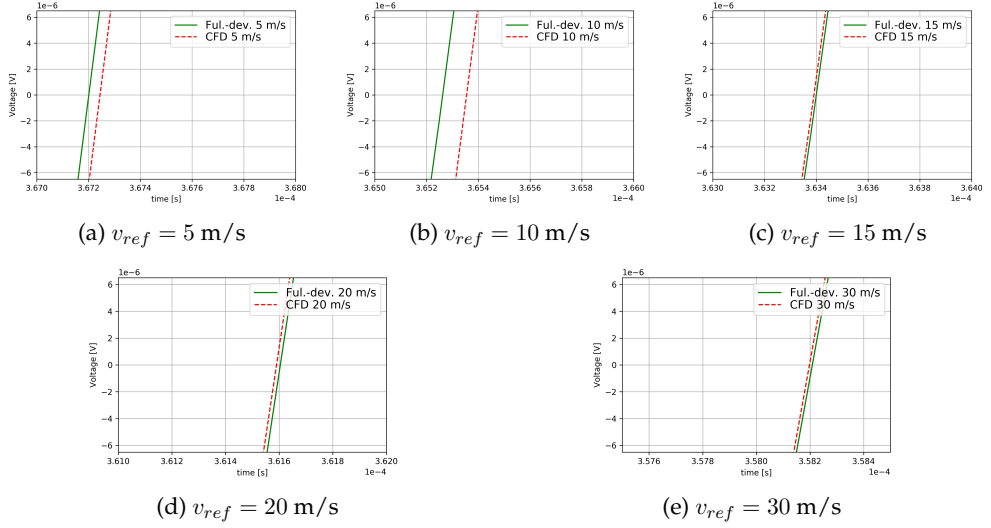 1e−6
Ful.-dev. 5 m/s
CFD 5 m/s
Voltage [V]
6
4
2
0
−2
−4
−6
3.670 3.672 3.674 3.676 3.678 3.680
time [s]
1e−4
(a) v_ref = 5 m/s
1e−6
Ful.-dev. 10 m/s
CFD 10 m/s
Voltage [V]
6
4
2
0
−2
−4
−6
3.650 3.652 3.654 3.656 3.658 3.660
time [s]
1e−4
(b) v_ref = 10 m/s
1e−6
Ful.-dev. 15 m/s
CFD 15 m/s
Voltage [V]
6
4
2
0
−2
−4
−6
3.630 3.632 3.634 3.636 3.638 3.640
time [s]
1e−4
(c) v_ref = 15 m/s
1e−6
Ful.-dev. 20 m/s
CFD 20 m/s
Voltage [V]
6
4
2
0
−2
−4
−6
3.610 3.612 3.614 3.616 3.618 3.620
time [s]
1e−4
(d) v_ref = 20 m/s
1e−6
Ful.-dev. 30 m/s
CFD 30 m/s
Voltage [V]
6
4
2
0
−2
−4
−6
3.576 3.578 3.580 3.582 3.584
time [s]
1e−4
(e) v_ref = 30 m/s